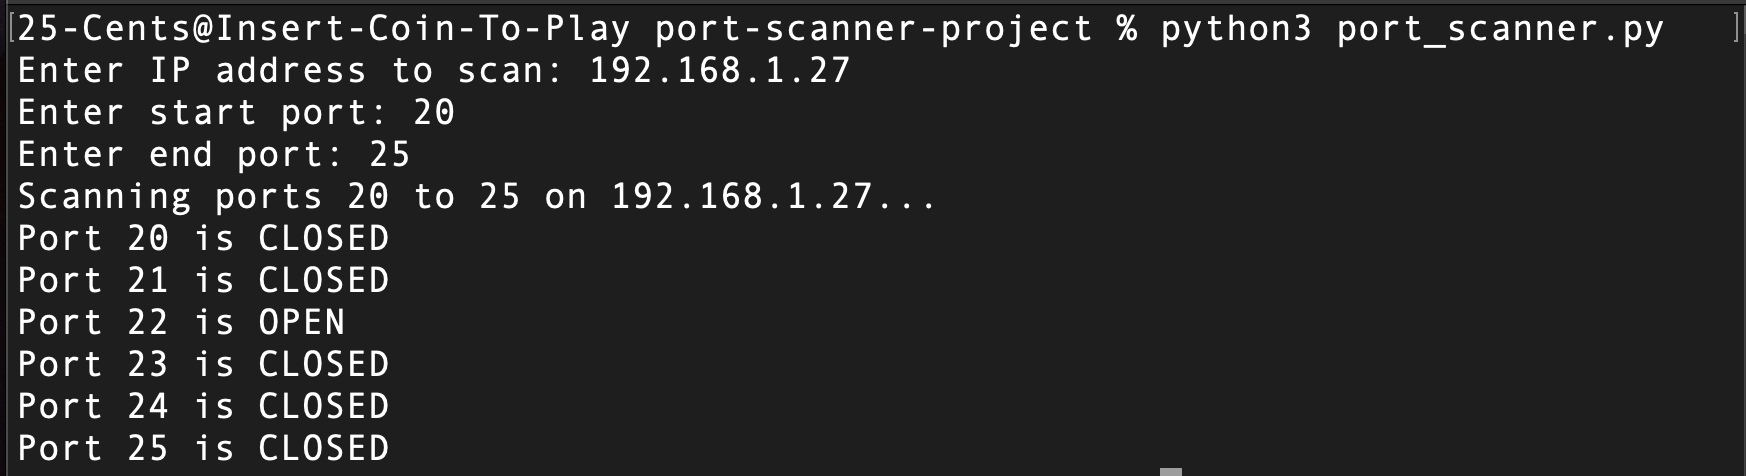 [25-Cents@Insert-Coin-To-Play port-scanner-project % python3 port_scanner.py ]
Enter IP address to scan: 192.168.1.27
Enter start port: 20
Enter end port: 25
Scanning ports 20 to 25 on 192.168.1.27...
Port 20 is CLOSED
Port 21 is CLOSED
Port 22 is OPEN
Port 23 is CLOSED
Port 24 is CLOSED
Port 25 is CLOSED